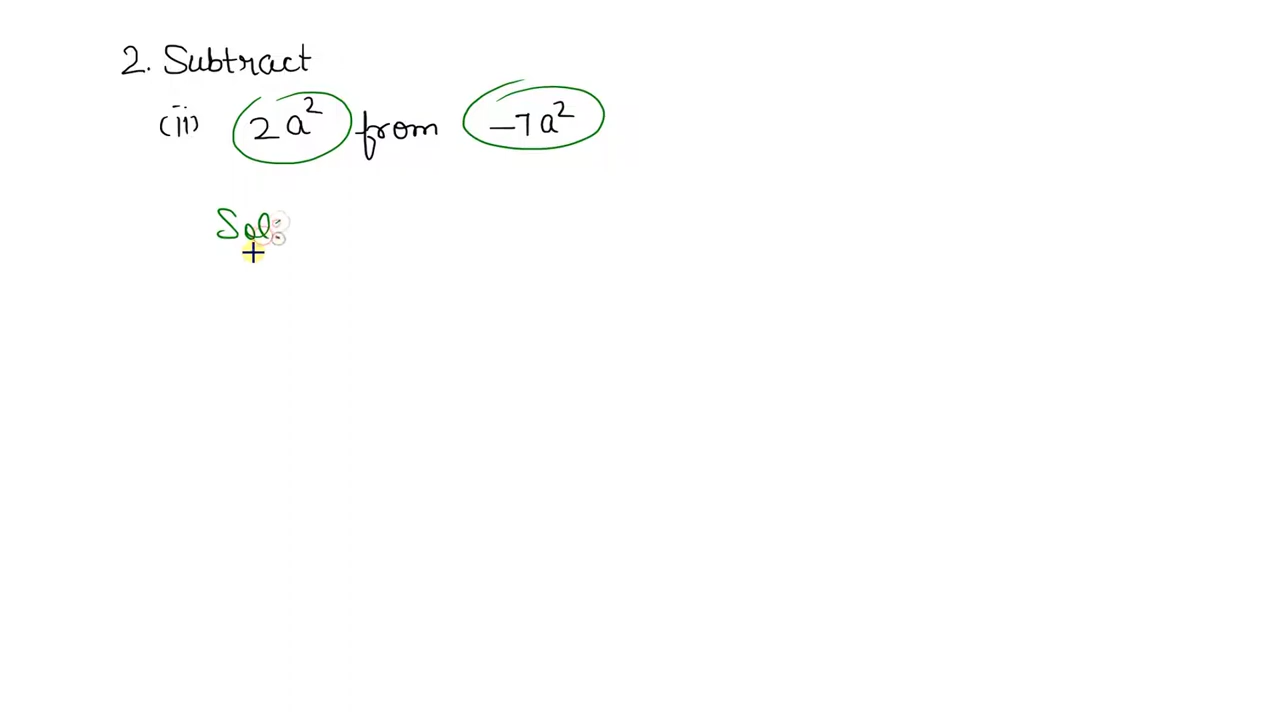 2. Subtract
(ii) 2a² from -7a²
Sol: